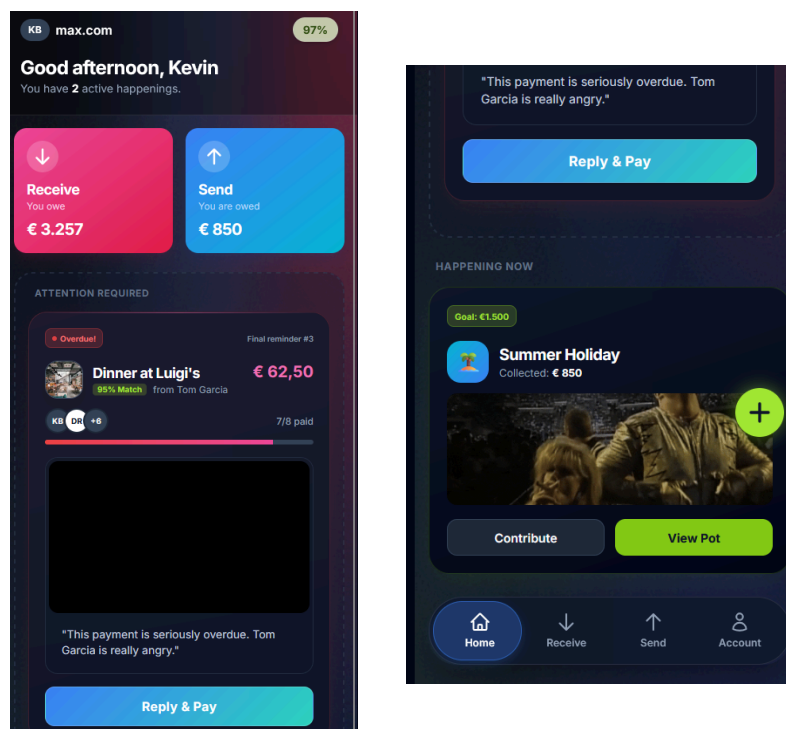 KB max.com 97%
Good afternoon, Kevin
You have 2 active happenings.
Receive
You owe
€ 3.257
Send
You are owed
€ 850
ATTENTION REQUIRED
Overdue! Final reminder #3
Dinner at Luigi's € 62,50
95% Match from Tom Garcia
KB DR +6 7/8 paid
"This payment is seriously overdue. Tom
Garcia is really angry."
Reply & Pay
"This payment is seriously overdue. Tom
Garcia is really angry."
Reply & Pay
HAPPENING NOW
Goal: €1.500
Summer Holiday
Collected: € 850
Contribute View Pot
Home Receive Send Account